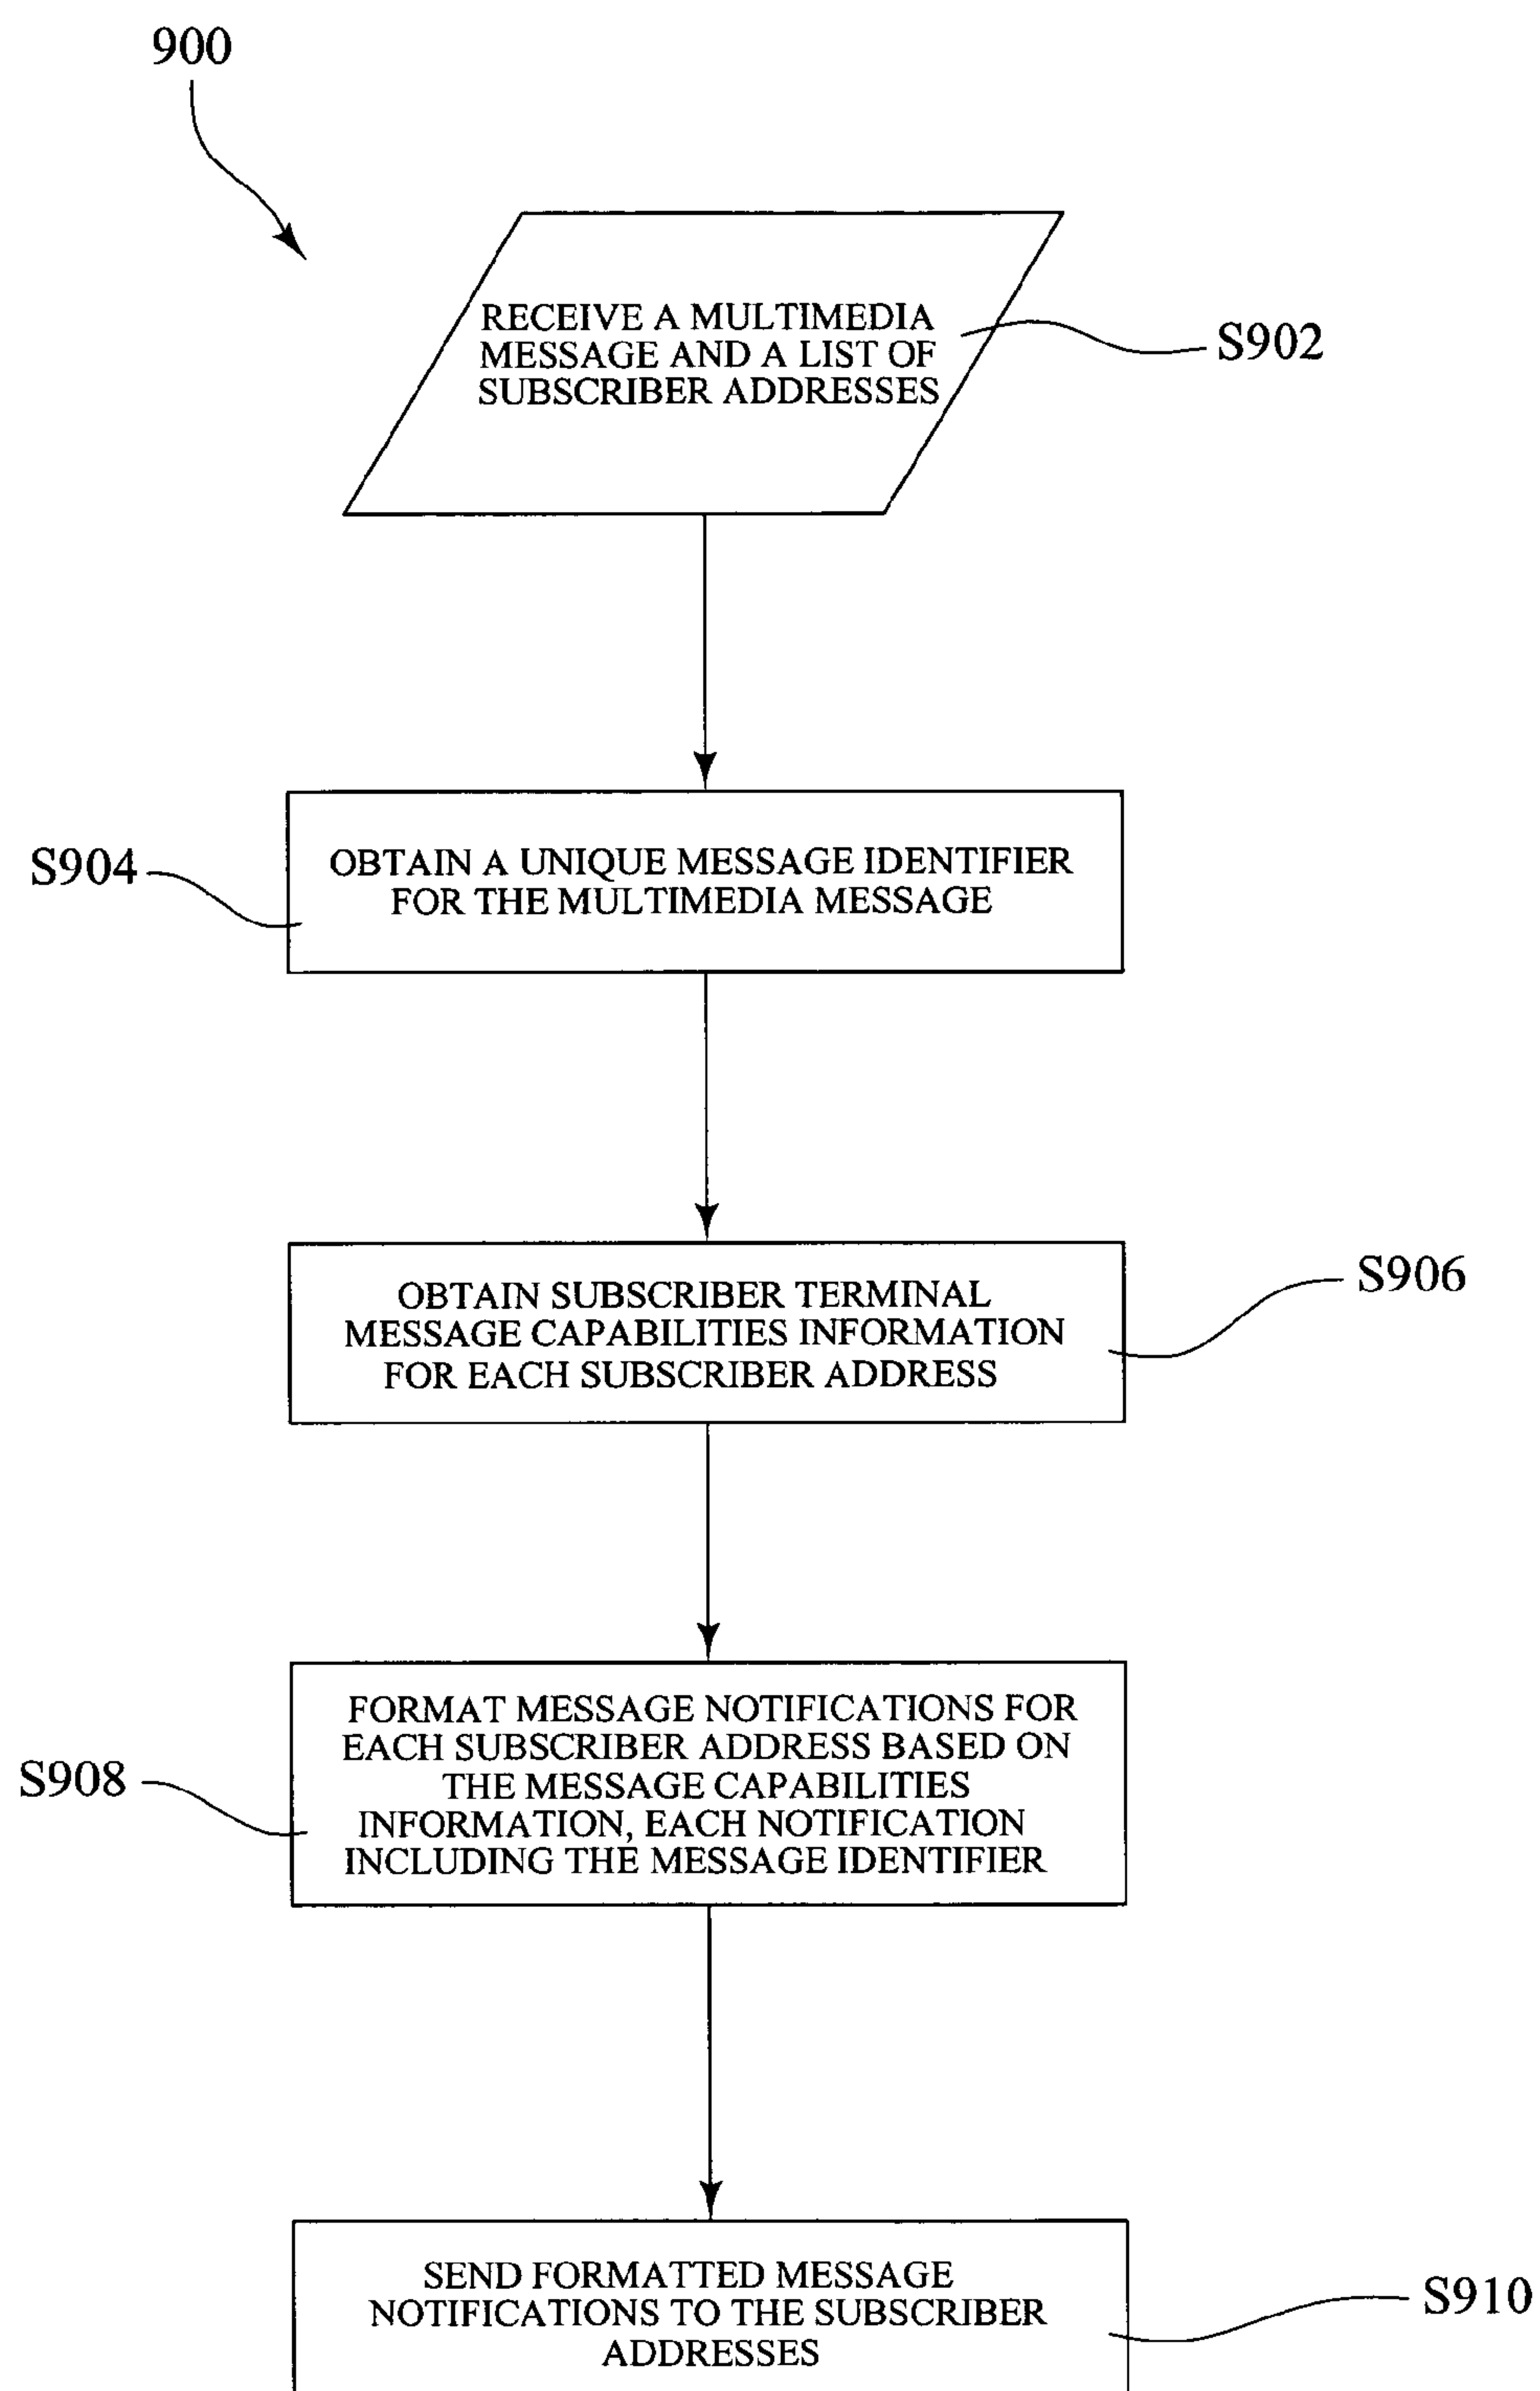 900
RECEIVE A MULTIMEDIA
MESSAGE AND A LIST OF
SUBSCRIBER ADDRESSES
S902
OBTAIN A UNIQUE MESSAGE IDENTIFIER
FOR THE MULTIMEDIA MESSAGE
S904
OBTAIN SUBSCRIBER TERMINAL
MESSAGE CAPABILITIES INFORMATION
FOR EACH SUBSCRIBER ADDRESS
S906
FORMAT MESSAGE NOTIFICATIONS FOR
EACH SUBSCRIBER ADDRESS BASED ON
THE MESSAGE CAPABILITIES
INFORMATION, EACH NOTIFICATION
INCLUDING THE MESSAGE IDENTIFIER
S908
SEND FORMATTED MESSAGE
NOTIFICATIONS TO THE SUBSCRIBER
ADDRESSES
S910